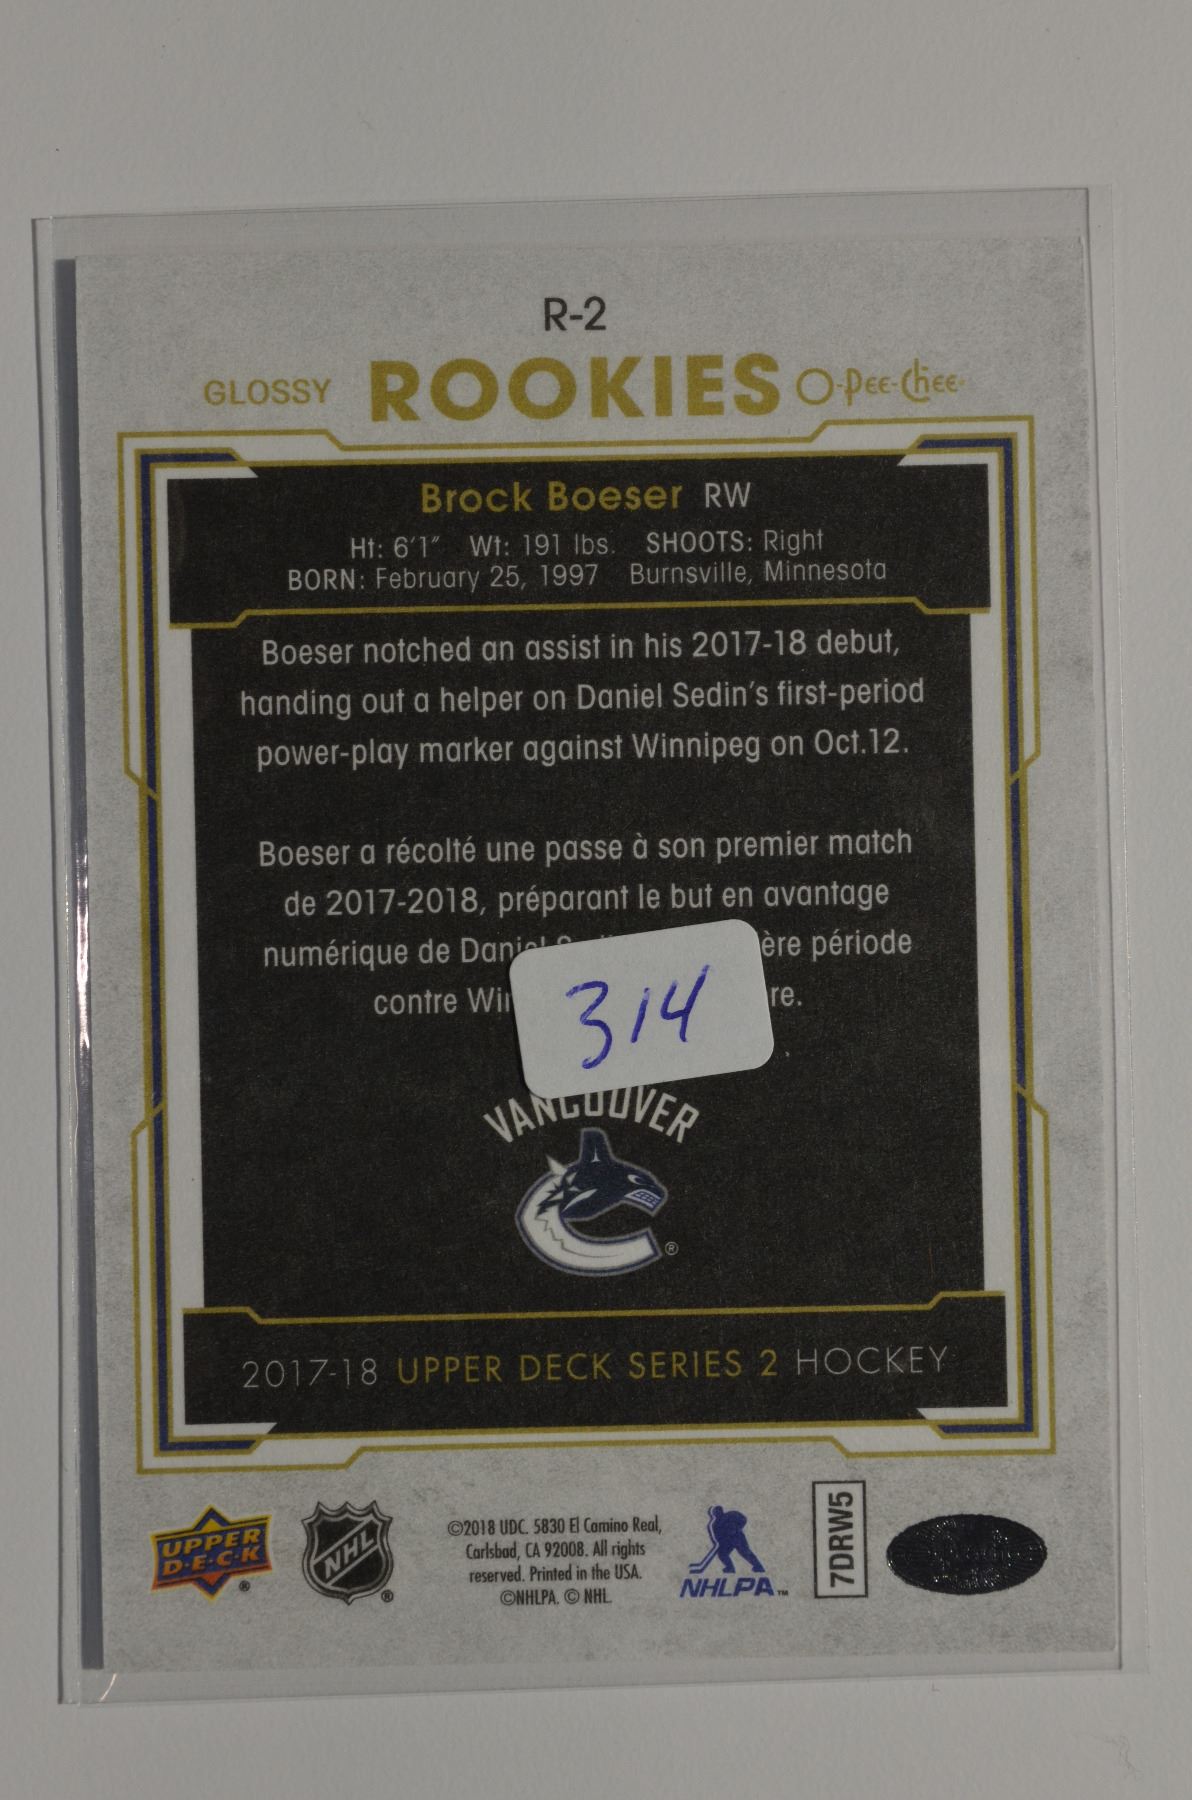 R-2
GLOSSY ROOKIES O-Pee-Chee
Brock Boeser RW
Ht: 6'1" Wt: 191 lbs. SHOOTS: Right
BORN: February 25, 1997 Burnsville, Minnesota
Boeser notched an assist in his 2017-18 debut,
handing out a helper on Daniel Sedin's first-period
power-play marker against Winnipeg on Oct.12.
Boeser a récolté une passe à son premier match
de 2017-2018, préparant le but en avantage
numérique de ère période
contre re.
314
VANCOUVER
®
2017-18 UPPER DECK SERIES 2 HOCKEY
UPPER
D•E•C•K
®
NHL
®
©2018 UDC. 5830 El Camino Real,
Carlsbad, CA 92008. All rights
reserved. Printed in the USA.
©NHLPA. © NHL.
NHLPA™
7DRW5